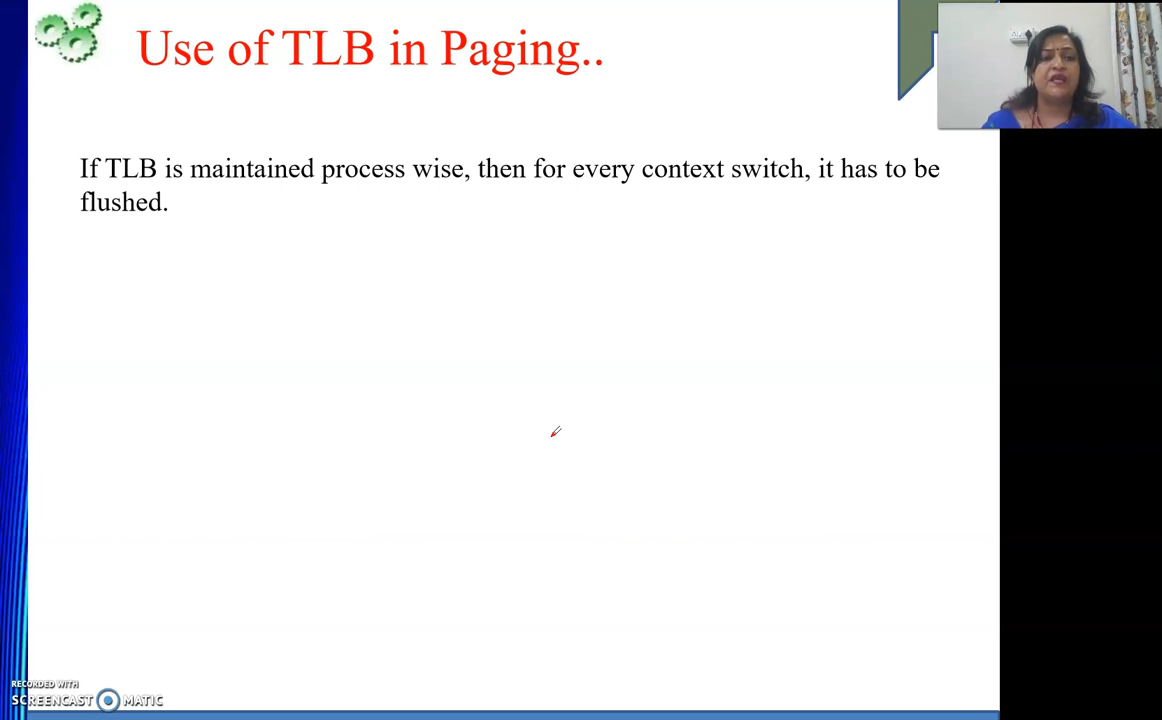 Use of TLB in Paging..
If TLB is maintained process wise, then for every context switch, it has to be
flushed.
RECORDED WITH
SCREENCAST MATIC